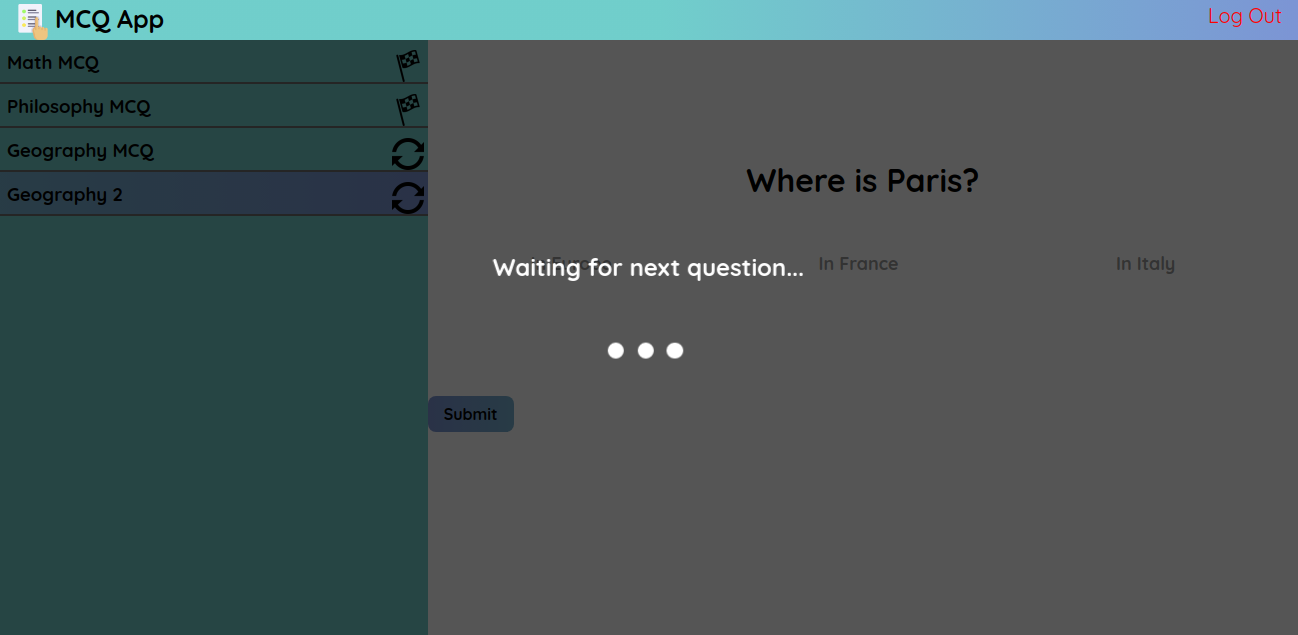 MCQ App
Log Out
Math MCQ
Philosophy MCQ
Geography MCQ
Geography 2
Where is Paris?
Waiting for next question...
In France
In Italy
Submit